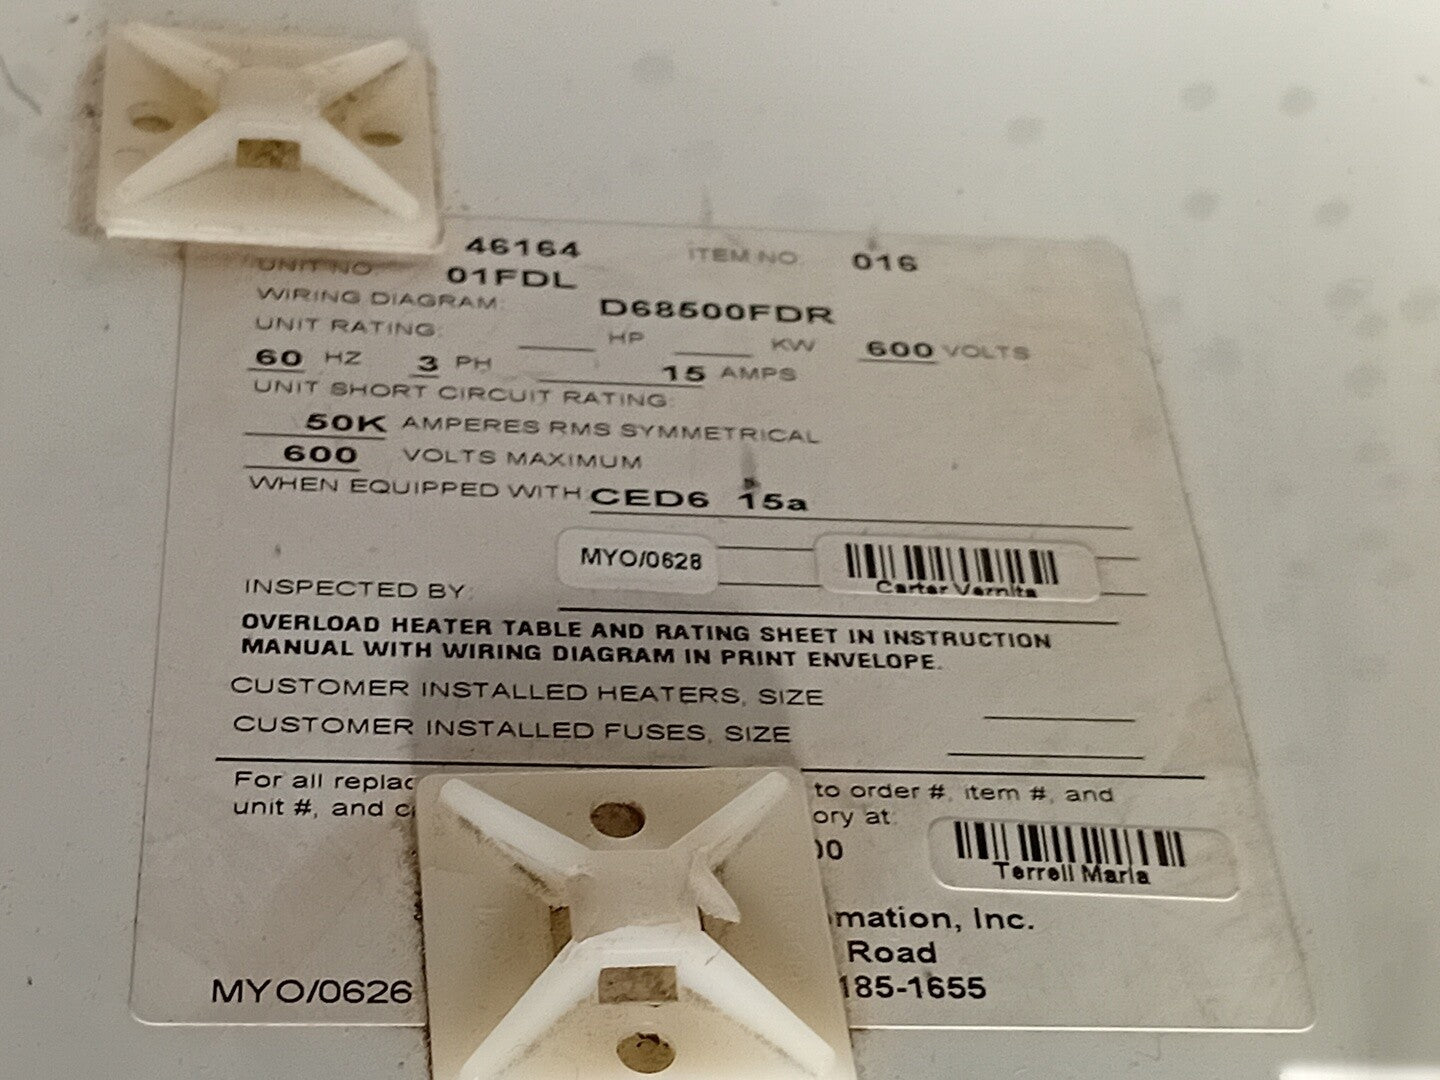 46164 ITEM NO. 016
UNIT NO. 01FDL
WIRING DIAGRAM: D68500FDR
UNIT RATING: HP KW 600 VOLTS
60 HZ 3 PH 15 AMPS
UNIT SHORT CIRCUIT RATING:
50K AMPERES RMS SYMMETRICAL
600 VOLTS MAXIMUM
WHEN EQUIPPED WITH: CED6 15a
MYO/0628
Carter Vernita
INSPECTED BY:
OVERLOAD HEATER TABLE AND RATING SHEET IN INSTRUCTION
MANUAL WITH WIRING DIAGRAM IN PRINT ENVELOPE.
CUSTOMER INSTALLED HEATERS, SIZE
CUSTOMER INSTALLED FUSES, SIZE
For all to order #, item #, and
unit #, and at:
00
Terrell Marla
Inc.
Road
185-1655
MYO/0626